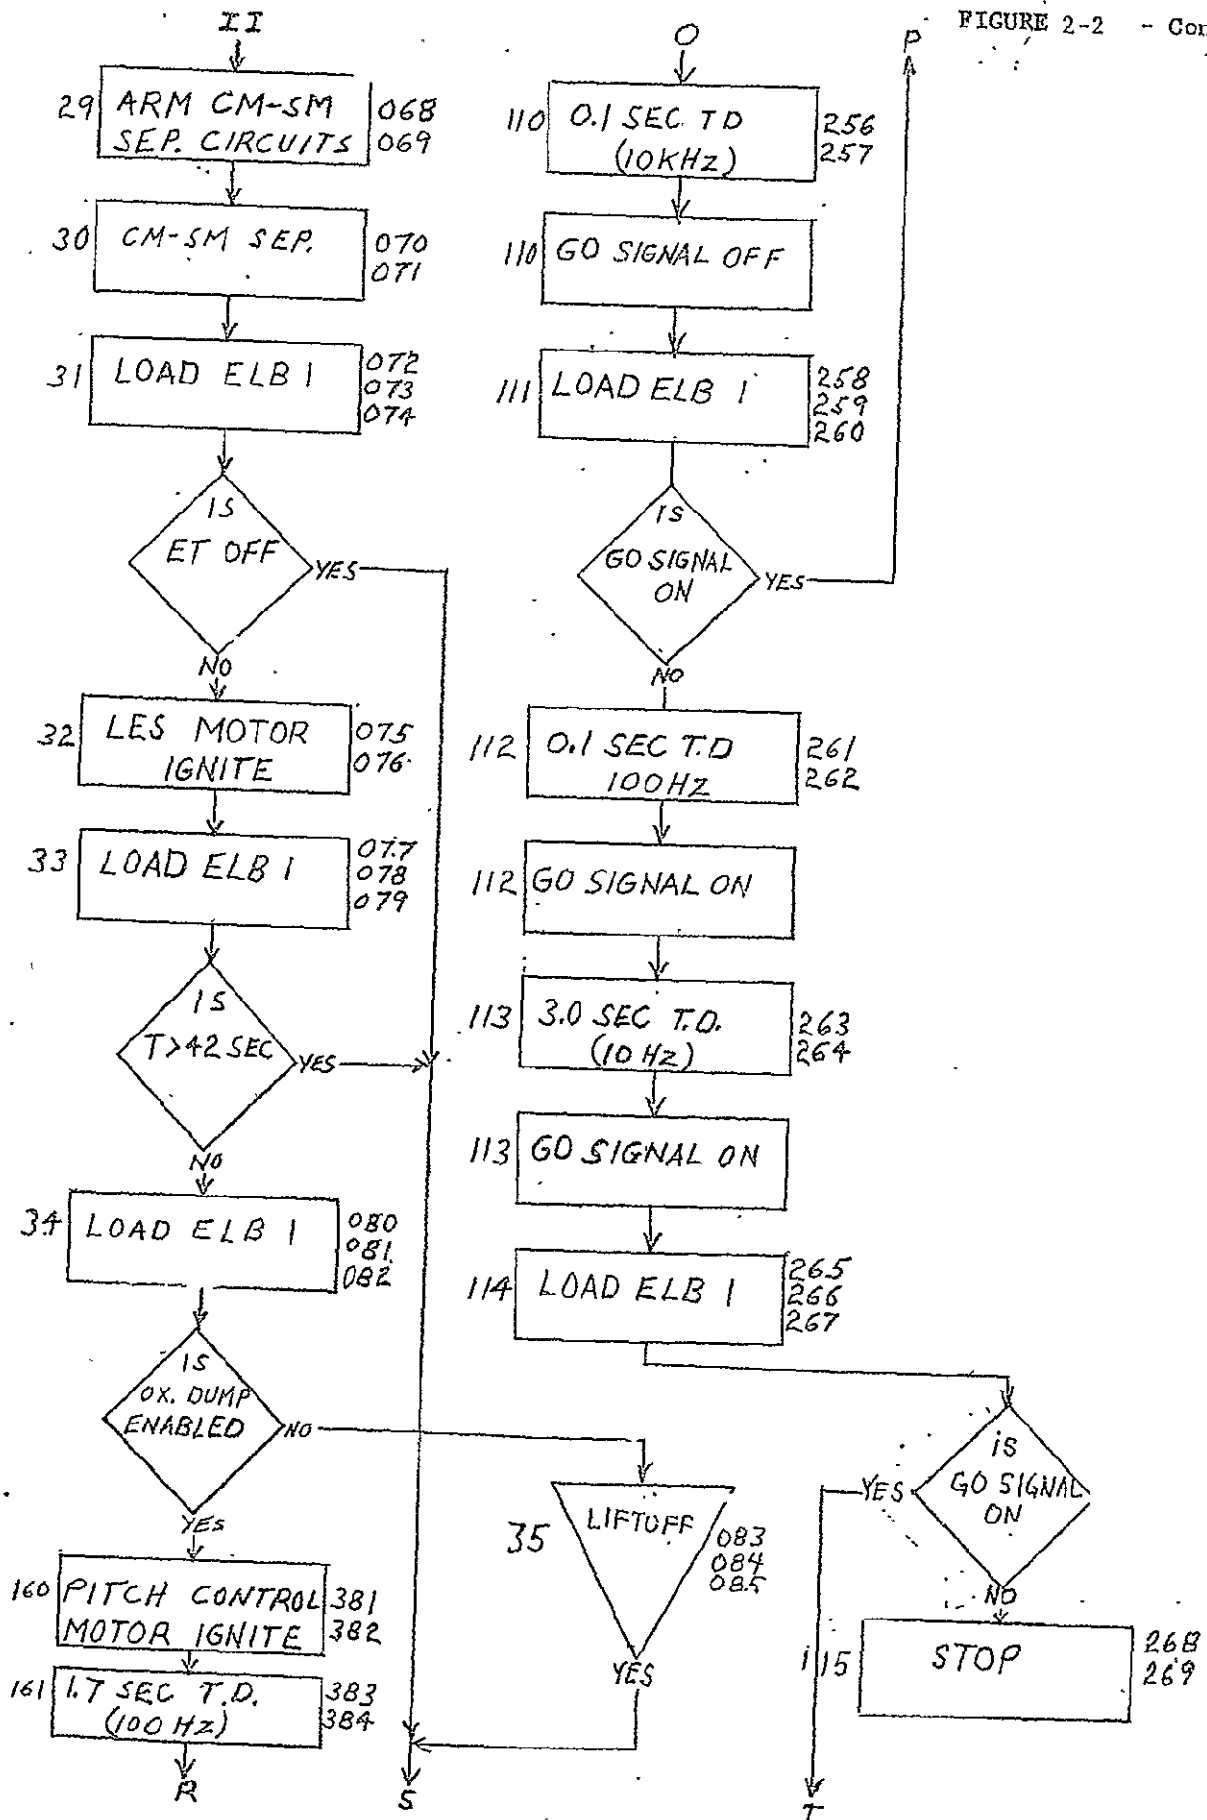 FIGURE 2-2 - Con
II
29 ARM CM-SM 068
SEP. CIRCUITS 069
30 CM-SM SEP. 070
071
31 LOAD ELB 1 072
073
074
IS
ET OFF
YES
NO
32 LES MOTOR 075
IGNITE 076
33 LOAD ELB 1 077
078
079
IS
T>42 SEC
YES
NO
34 LOAD ELB 1 080
081
082
IS
OX. DUMP
ENABLED
NO
YES
160 PITCH CONTROL 381
MOTOR IGNITE 382
161 1.7 SEC T.D. 383
(100 HZ) 384
R
S
35 LIFTOFF 083
084
085
YES
O
P
110 0.1 SEC TD 256
(10KHZ) 257
110 GO SIGNAL OFF
111 LOAD ELB 1 258
259
260
IS
GO SIGNAL
ON
YES
NO
112 0.1 SEC T.D 261
100HZ 262
112 GO SIGNAL ON
113 3.0 SEC T.D. 263
(10 HZ) 264
113 GO SIGNAL ON
114 LOAD ELB 1 265
266
267
iS
GO SIGNAL
ON
YES
NO
115 STOP 268
269
T